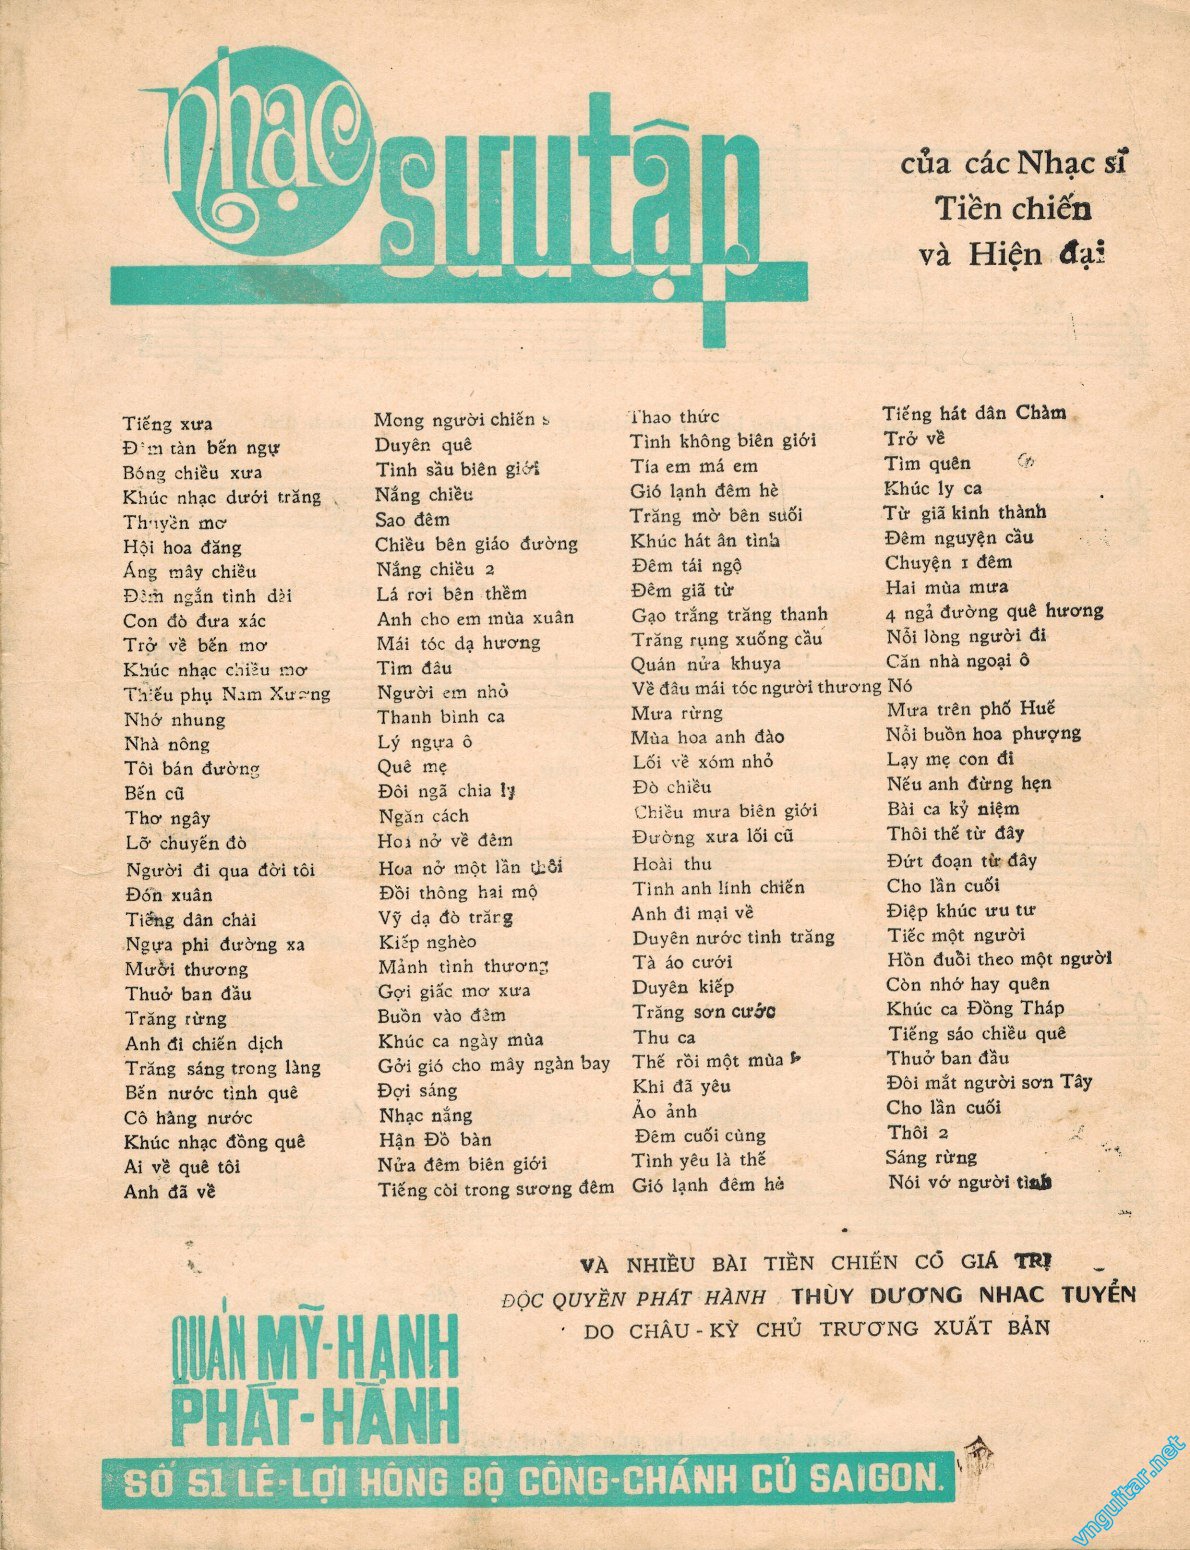 nhạc
sưu tập
của các Nhạc sĩ
Tiền chiến
và Hiện đại
Tiếng xưa
Đêm tàn bến ngự
Bóng chiều xưa
Khúc nhạc dưới trăng
Thuyền mơ
Hội hoa đăng
Áng mây chiều
Đêm ngắn tình dài
Con đò đưa xác
Trở về bến mơ
Khúc nhạc chiều mơ
Thiếu phụ Nam Xương
Nhớ nhung
Nhà nông
Tôi bán đường
Bến cũ
Thơ ngây
Lỡ chuyến đò
Người đi qua đời tôi
Đón xuân
Tiếng dân chài
Ngựa phi đường xa
Mười thương
Thuở ban đầu
Trăng rừng
Anh đi chiến dịch
Trăng sáng trong làng
Bến nước tình quê
Cô hàng nước
Khúc nhạc đồng quê
Ai về quê tôi
Anh đã về
Mong người chiến s
Duyên quê
Tình sầu biên giới
Nắng chiều
Sao đêm
Chiều bên giáo đường
Nắng chiều 2
Lá rơi bên thềm
Anh cho em mùa xuân
Mái tóc dạ hương
Tìm đâu
Người em nhỏ
Thanh bình ca
Lý ngựa ô
Quê mẹ
Đôi ngã chia ly
Ngăn cách
Hoa nở về đêm
Hoa nở một lần thôi
Đồi thông hai mộ
Vỹ dạ đò trăng
Kiếp nghèo
Mảnh tình thương
Gợi giấc mơ xưa
Buồn vào đêm
Khúc ca ngày mùa
Gởi gió cho mây ngàn bay
Đợi sáng
Nhạc nắng
Hận Đồ bàn
Nửa đêm biên giới
Tiếng còi trong sương đêm
Thao thức
Tình không biên giới
Tía em má em
Gió lạnh đêm hè
Trăng mờ bên suối
Khúc hát ân tình
Đêm tái ngộ
Đêm giã từ
Gạo trắng trăng thanh
Trăng rụng xuống cầu
Quán nửa khuya
Về đâu mái tóc người thương
Mưa rừng
Mùa hoa anh đào
Lối về xóm nhỏ
Đò chiều
Chiều mưa biên giới
Đường xưa lối cũ
Hoài thu
Tình anh lính chiến
Anh đi mại về
Duyên nước tình trăng
Tà áo cưới
Duyên kiếp
Trăng sơn cước
Thu ca
Thế rồi một mùa
Khi đã yêu
Ảo ảnh
Đêm cuối cùng
Tình yêu là thế
Gió lạnh đêm hè
Tiếng hát dân Chàm
Trở về
Tìm quên
Khúc ly ca
Từ giã kinh thành
Đêm nguyện cầu
Chuyện 1 đêm
Hai mùa mưa
4 ngả đường quê hương
Nỗi lòng người đi
Căn nhà ngoại ô
Nó
Mưa trên phố Huế
Nỗi buồn hoa phượng
Lạy mẹ con đi
Nếu anh đừng hẹn
Bài ca kỷ niệm
Thôi thế từ đây
Đứt đoạn từ đây
Cho lần cuối
Điệp khúc ưu tư
Tiếc một người
Hồn đuổi theo một người
Còn nhớ hay quên
Khúc ca Đồng Tháp
Tiếng sáo chiều quê
Thuở ban đầu
Đôi mắt người sơn Tây
Cho lần cuối
Thôi 2
Sáng rừng
Nói vớ người tình
VÀ NHIỀU BÀI TIỀN CHIẾN CÓ GIÁ TRỊ
ĐỘC QUYỀN PHÁT HÀNH THÙY DƯƠNG NHẠC TUYỂN
DO CHÂU - KỲ CHỦ TRƯƠNG XUẤT BẢN
QUÁN MỸ-HẠNH
PHÁT-HÀNH
SỐ 51 LÊ-LỢI HÔNG BỘ CÔNG-CHÁNH CỦ SAIGON.
vnguitar.net